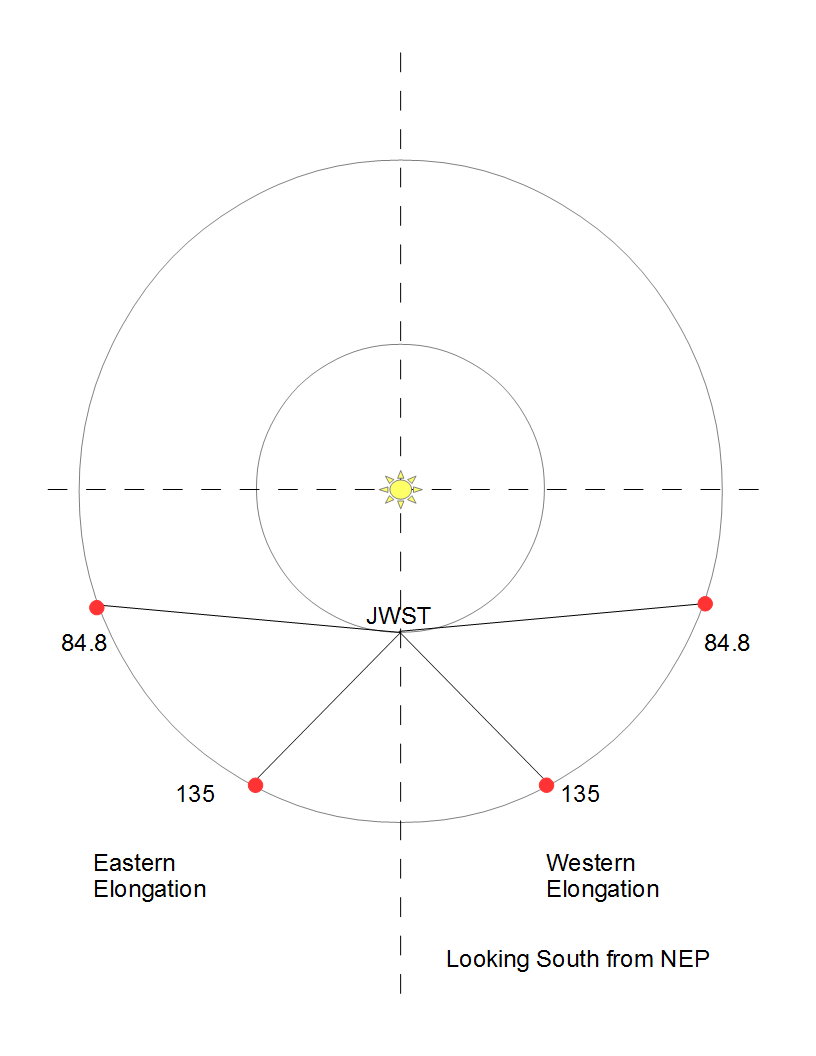 JWST
84.8
84.8
135
135
Eastern
Elongation
Western
Elongation
Looking South from NEP